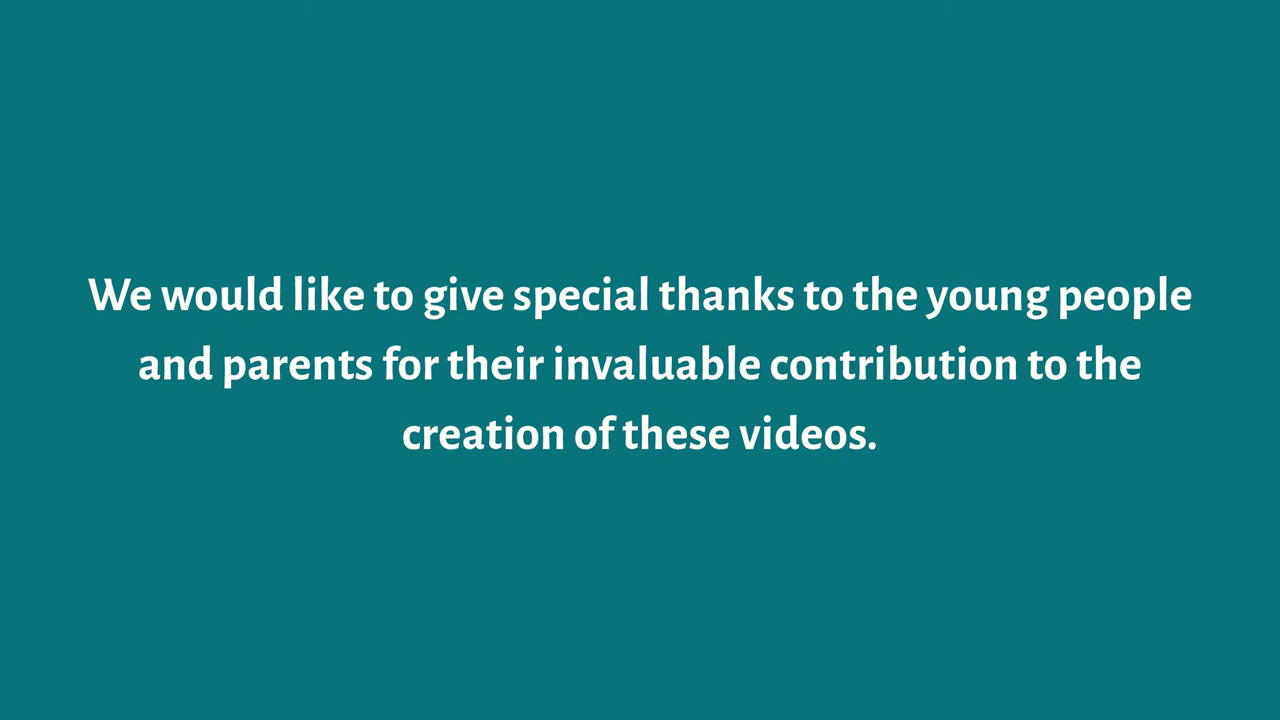 We would like to give special thanks to the young people
and parents for their invaluable contribution to the
creation of these videos.